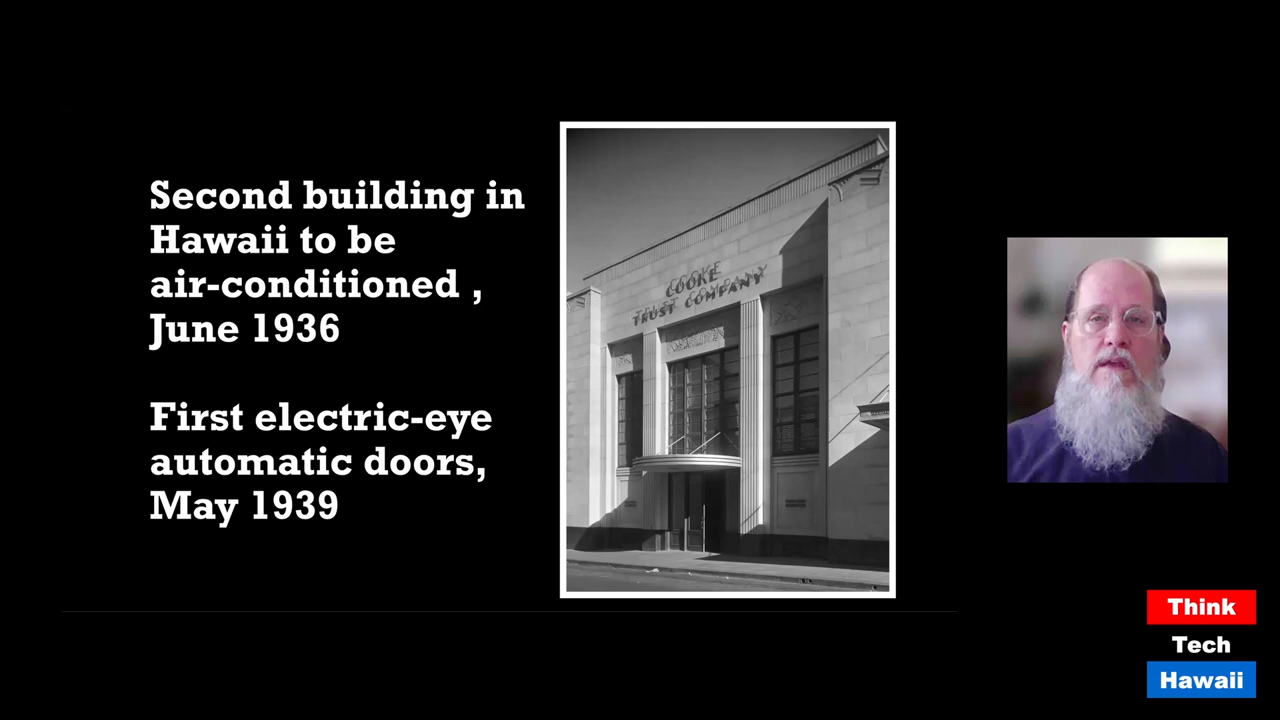 Second building in
Hawaii to be
air-conditioned ,
June 1936
First electric-eye
automatic doors,
May 1939
COOKE
TRUST COMPANY
Think
Tech
Hawaii